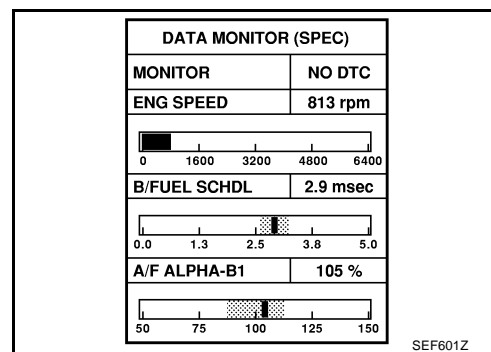 DATA MONITOR (SPEC)
MONITOR NO DTC
ENG SPEED 813 rpm
0 1600 3200 4800 6400
B/FUEL SCHDL 2.9 msec
0.0 1.3 2.5 3.8 5.0
A/F ALPHA-B1 105 %
50 75 100 125 150
SEF601Z